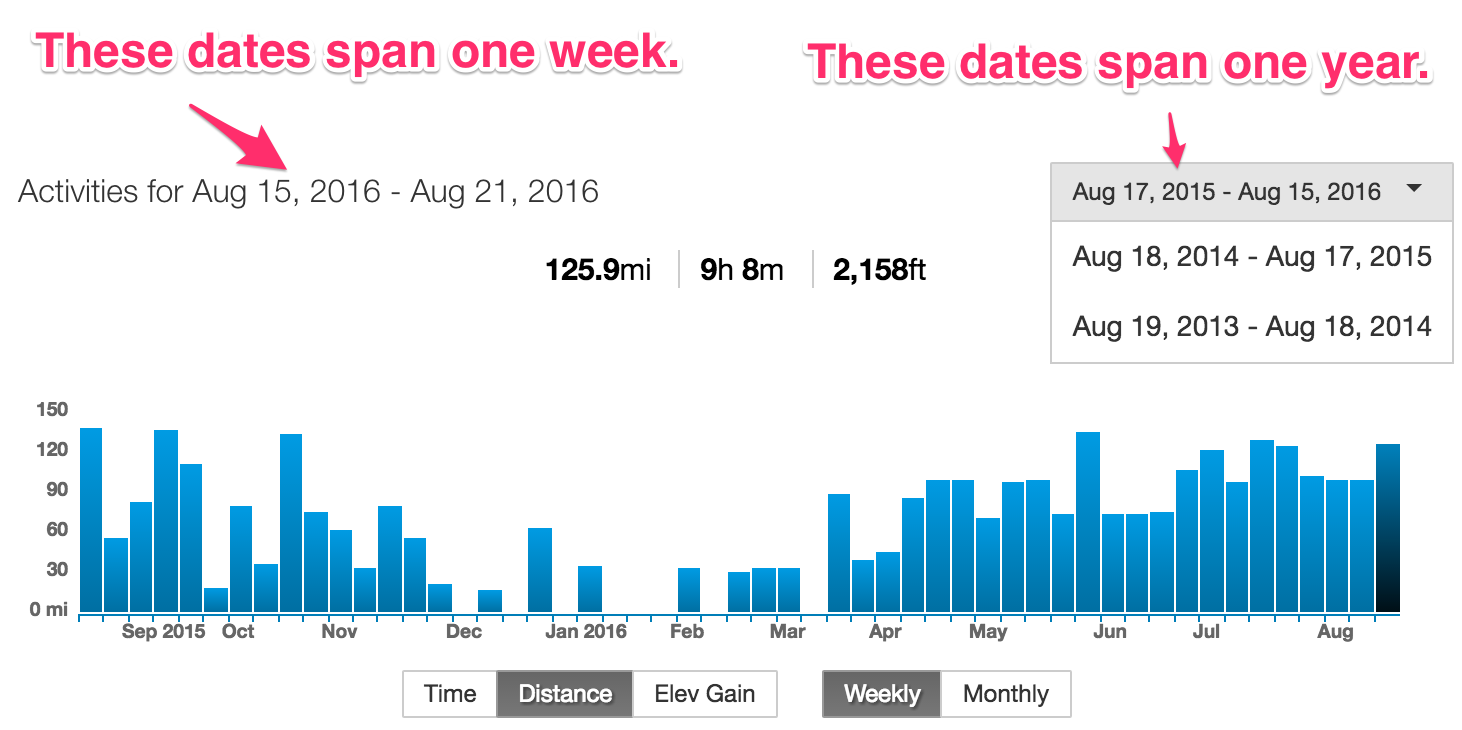 These dates span one week.
These dates span one year.
Activities for Aug 15, 2016 - Aug 21, 2016
Aug 17, 2015 - Aug 15, 2016
Aug 18, 2014 - Aug 17, 2015
Aug 19, 2013 - Aug 18, 2014
125.9mi
9h 8m
2,158ft
150
120
90
60
30
0 mi
Sep 2015 Oct Nov Dec Jan 2016 Feb Mar Apr May Jun Jul Aug
Time Distance Elev Gain
Weekly Monthly